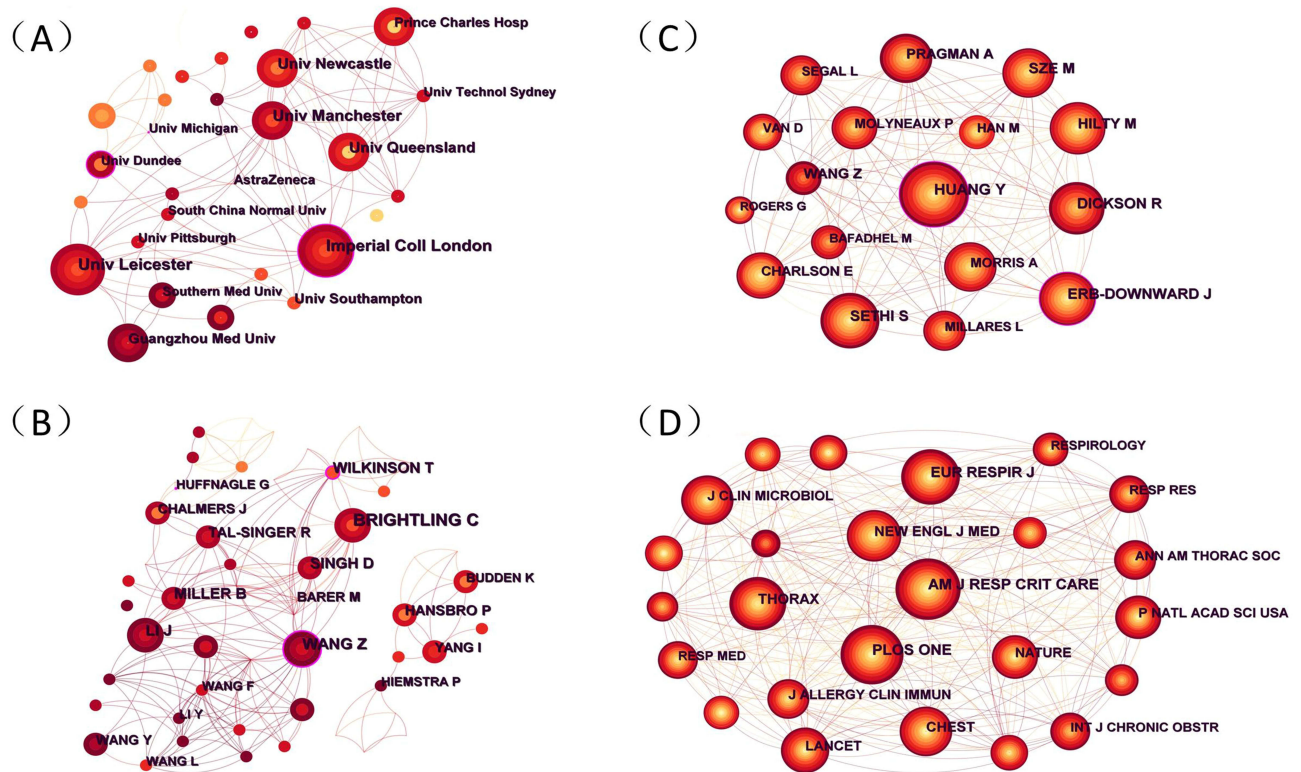 （A）
Prince Charles Hosp
Univ Newcastle
Univ Technol Sydney
Univ Manchester
Univ Michigan
Univ Queensland
Univ Dundee
AstraZeneca
South China Normal Univ
Univ Pittsburgh
Imperial Coll London
Univ Leicester
Southern Med Univ
Univ Southampton
Guangzhou Med Univ
（C）
PRAGMAN A
SEGAL L
SZE M
VAN D
MOLYNEAUX P
HAN M
HILTY M
WANG Z
HUANG Y
ROGERS G
DICKSON R
BAFADHEL M
CHARLSON E
MORRIS A
ERB-DOWNWARD J
SETHI S
MILLARES L
（B）
WILKINSON T
HUFFNAGLE G
CHALMERS J
BRIGHTLING C
TAL-SINGER R
SINGH D
BUDDEN K
MILLER B
BARER M
HANSBRO P
LI J
WANG Z
YANG I
WANG F
HIEMSTRA P
LI Y
WANG Y
WANG L
（D）
RESPIROLOGY
EUR RESPIR J
J CLIN MICROBIOL
RESP RES
NEW ENGL J MED
ANN AM THORAC SOC
AM J RESP CRIT CARE
THORAX
P NATL ACAD SCI USA
PLOS ONE
RESP MED
NATURE
J ALLERGY CLIN IMMUN
CHEST
INT J CHRONIC OBSTR
LANCET